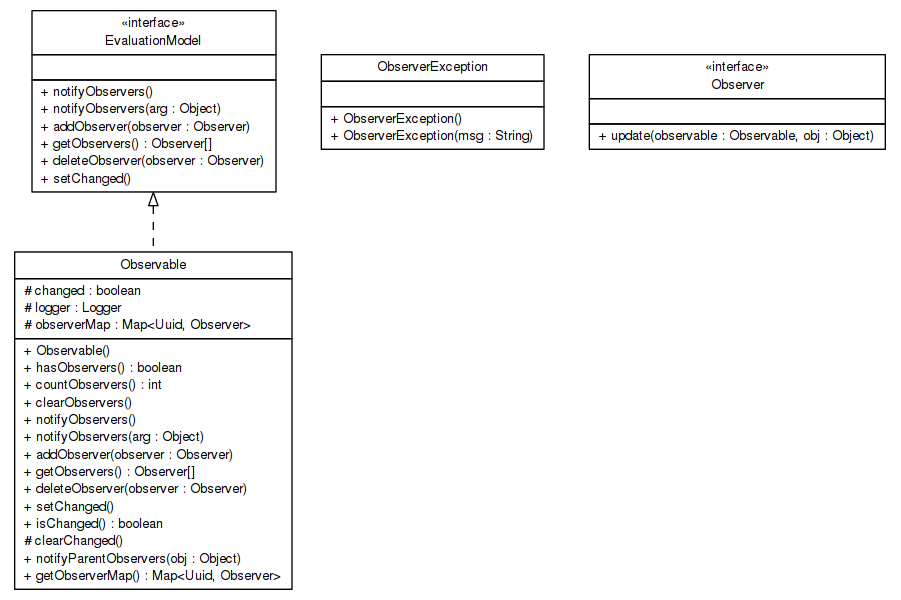 «interface»
EvaluationModel
+ notifyObservers()
+ notifyObservers(arg : Object)
+ addObserver(observer : Observer)
+ getObservers() : Observer[]
+ deleteObserver(observer : Observer)
+ setChanged()
ObserverException
+ ObserverException()
+ ObserverException(msg : String)
«interface»
Observer
+ update(observable : Observable, obj : Object)
Observable
# changed : boolean
# logger : Logger
# observerMap : Map<Uuid, Observer>
+ Observable()
+ hasObservers() : boolean
+ countObservers() : int
+ clearObservers()
+ notifyObservers()
+ notifyObservers(arg : Object)
+ addObserver(observer : Observer)
+ getObservers() : Observer[]
+ deleteObserver(observer : Observer)
+ setChanged()
+ isChanged() : boolean
# clearChanged()
+ notifyParentObservers(obj : Object)
+ getObserverMap() : Map<Uuid, Observer>